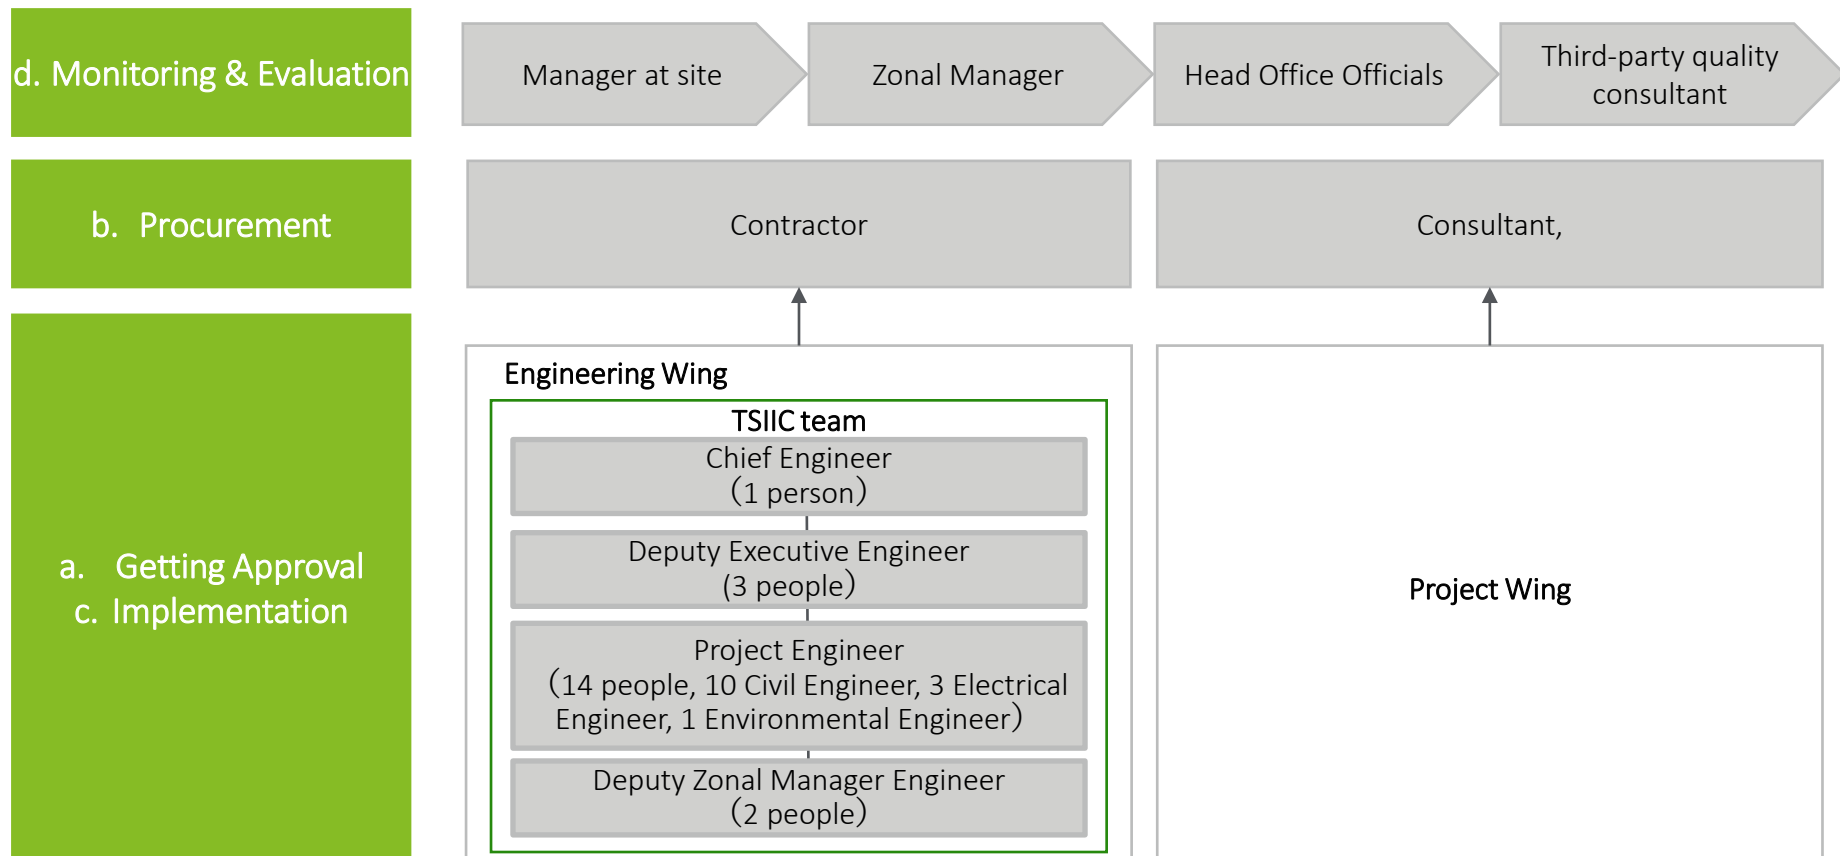 d. Monitoring & Evaluation
Manager at site
Zonal Manager
Head Office Officials
Third-party quality
consultant
b. Procurement
Contractor
Consultant,
a. Getting Approval
c. Implementation
Engineering Wing
TSIIC team
Chief Engineer
（1 person）
Deputy Executive Engineer
(3 people）
Project Engineer
（14 people, 10 Civil Engineer, 3 Electrical
Engineer, 1 Environmental Engineer）
Deputy Zonal Manager Engineer
（2 people）
Project Wing